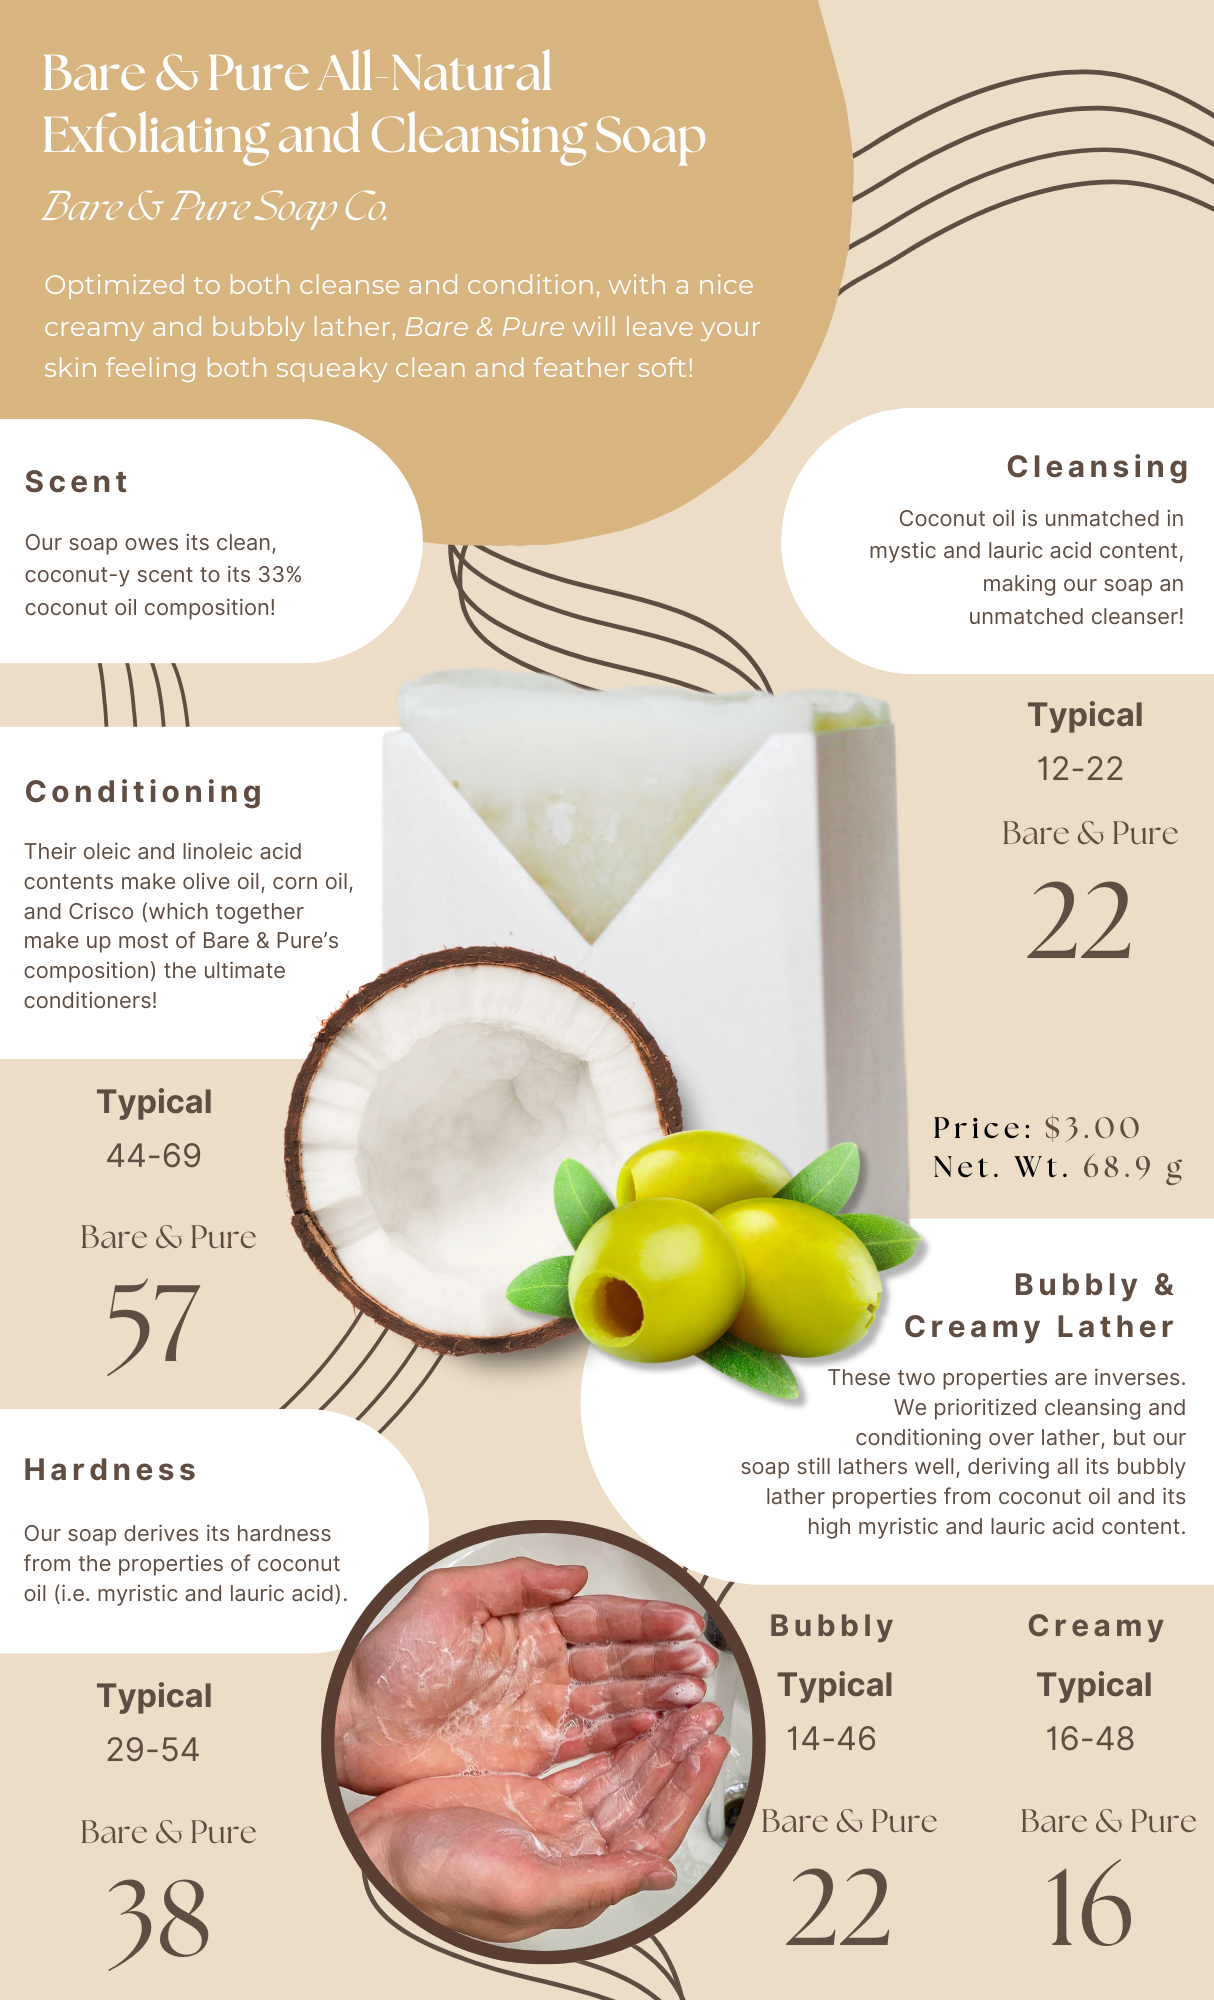 Bare & Pure All-Natural
Exfoliating and Cleansing Soap
Bare & Pure Soap Co.
Optimized to both cleanse and condition, with a nice
creamy and bubbly lather, Bare & Pure will leave your
skin feeling both squeaky clean and feather soft!
Scent
Our soap owes its clean,
coconut-y scent to its 33%
coconut oil composition!
Cleansing
Coconut oil is unmatched in
mystic and lauric acid content,
making our soap an
unmatched cleanser!
Typical
12-22
Bare & Pure
22
Conditioning
Their oleic and linoleic acid
contents make olive oil, corn oil,
and Crisco (which together
make up most of Bare & Pure’s
composition) the ultimate
conditioners!
Typical
44-69
Bare & Pure
57
Price: $3.00
Net. Wt. 68.9 g
Bubbly &
Creamy Lather
These two properties are inverses.
We prioritized cleansing and
conditioning over lather, but our
soap still lathers well, deriving all its bubbly
lather properties from coconut oil and its
high myristic and lauric acid content.
Hardness
Our soap derives its hardness
from the properties of coconut
oil (i.e. myristic and lauric acid).
Typical
29-54
Bare & Pure
38
Bubbly
Typical
14-46
Bare & Pure
22
Creamy
Typical
16-48
Bare & Pure
16